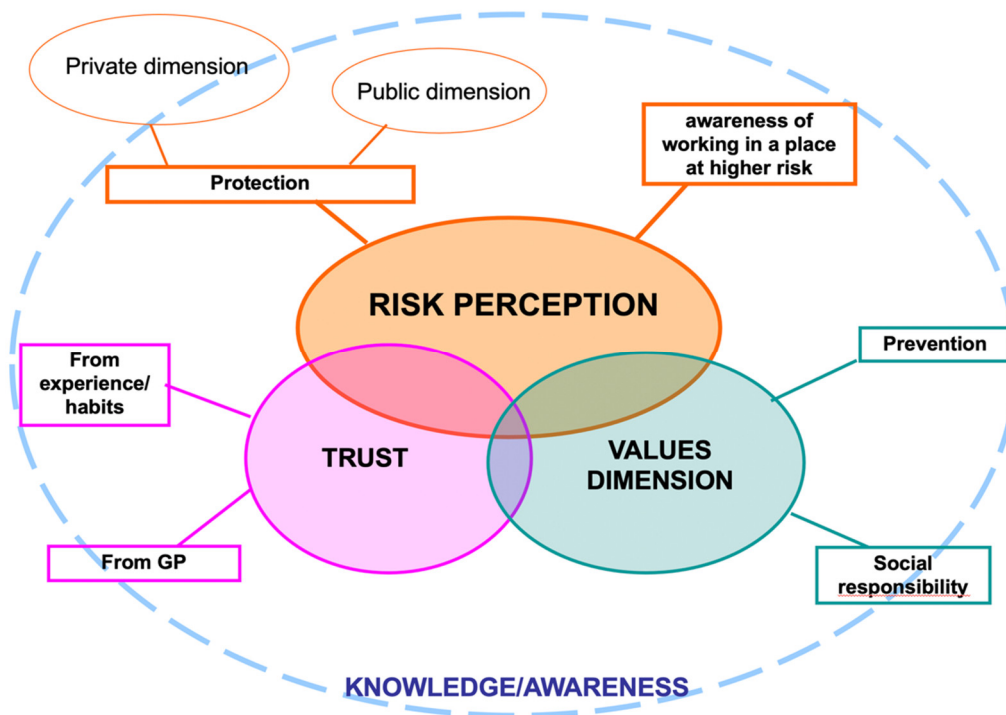 Private dimension
Public dimension
Protection
awareness of
working in a place
at higher risk
RISK PERCEPTION
From
experience/
habits
Prevention
TRUST
VALUES
DIMENSION
From GP
Social
responsibility
KNOWLEDGE/AWARENESS